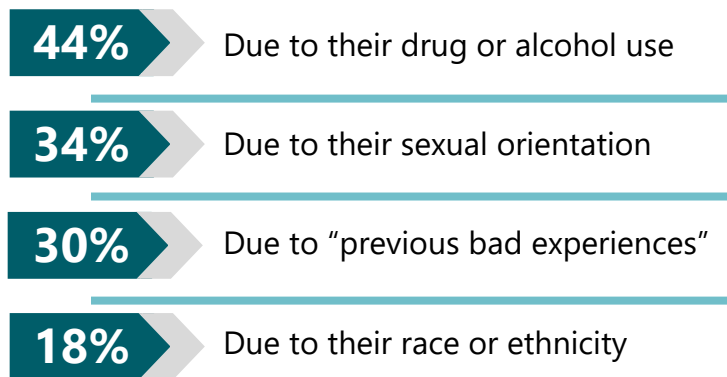 44% Due to their drug or alcohol use
34% Due to their sexual orientation
30% Due to “previous bad experiences”
18% Due to their race or ethnicity